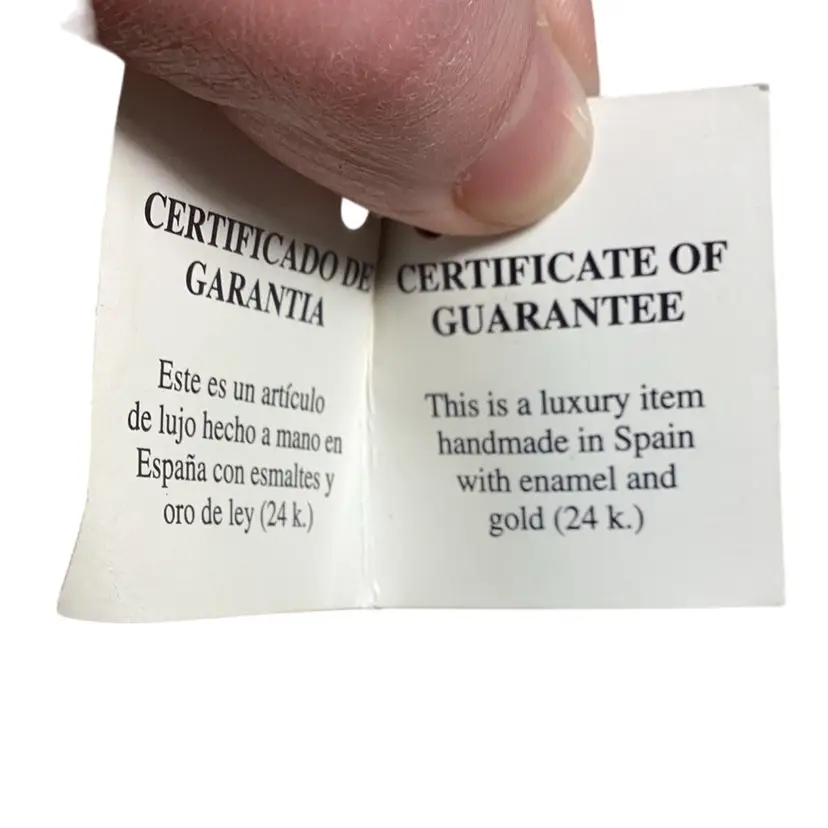 CERTIFICADO DE
GARANTIA
Este es un artículo
de lujo hecho a mano en
España con esmaltes y
oro de ley (24 k.)
CERTIFICATE OF
GUARANTEE
This is a luxury item
handmade in Spain
with enamel and
gold (24 k.)